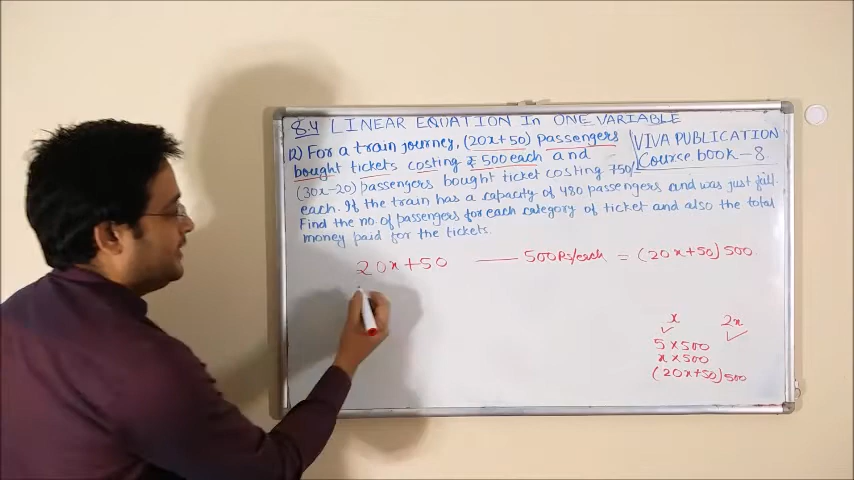 8.4 LINEAR EQUATION In ONE VARIABLE
Q) For a train journey, (20x+50) Passengers
bought tickets costing ₹ 500 each and
(30x-20) passengers bought ticket costing 750/
each. If the train has a capacity of 480 passengers and was just full.
Find the no. of passengers for each category of ticket and also the total
money paid for the tickets.
VIVA PUBLICATION
Course book-8
20x+50 —— 500Rs/each = (20x+50)500
x 2x
5 x 500
x x 500
(20x+50)500